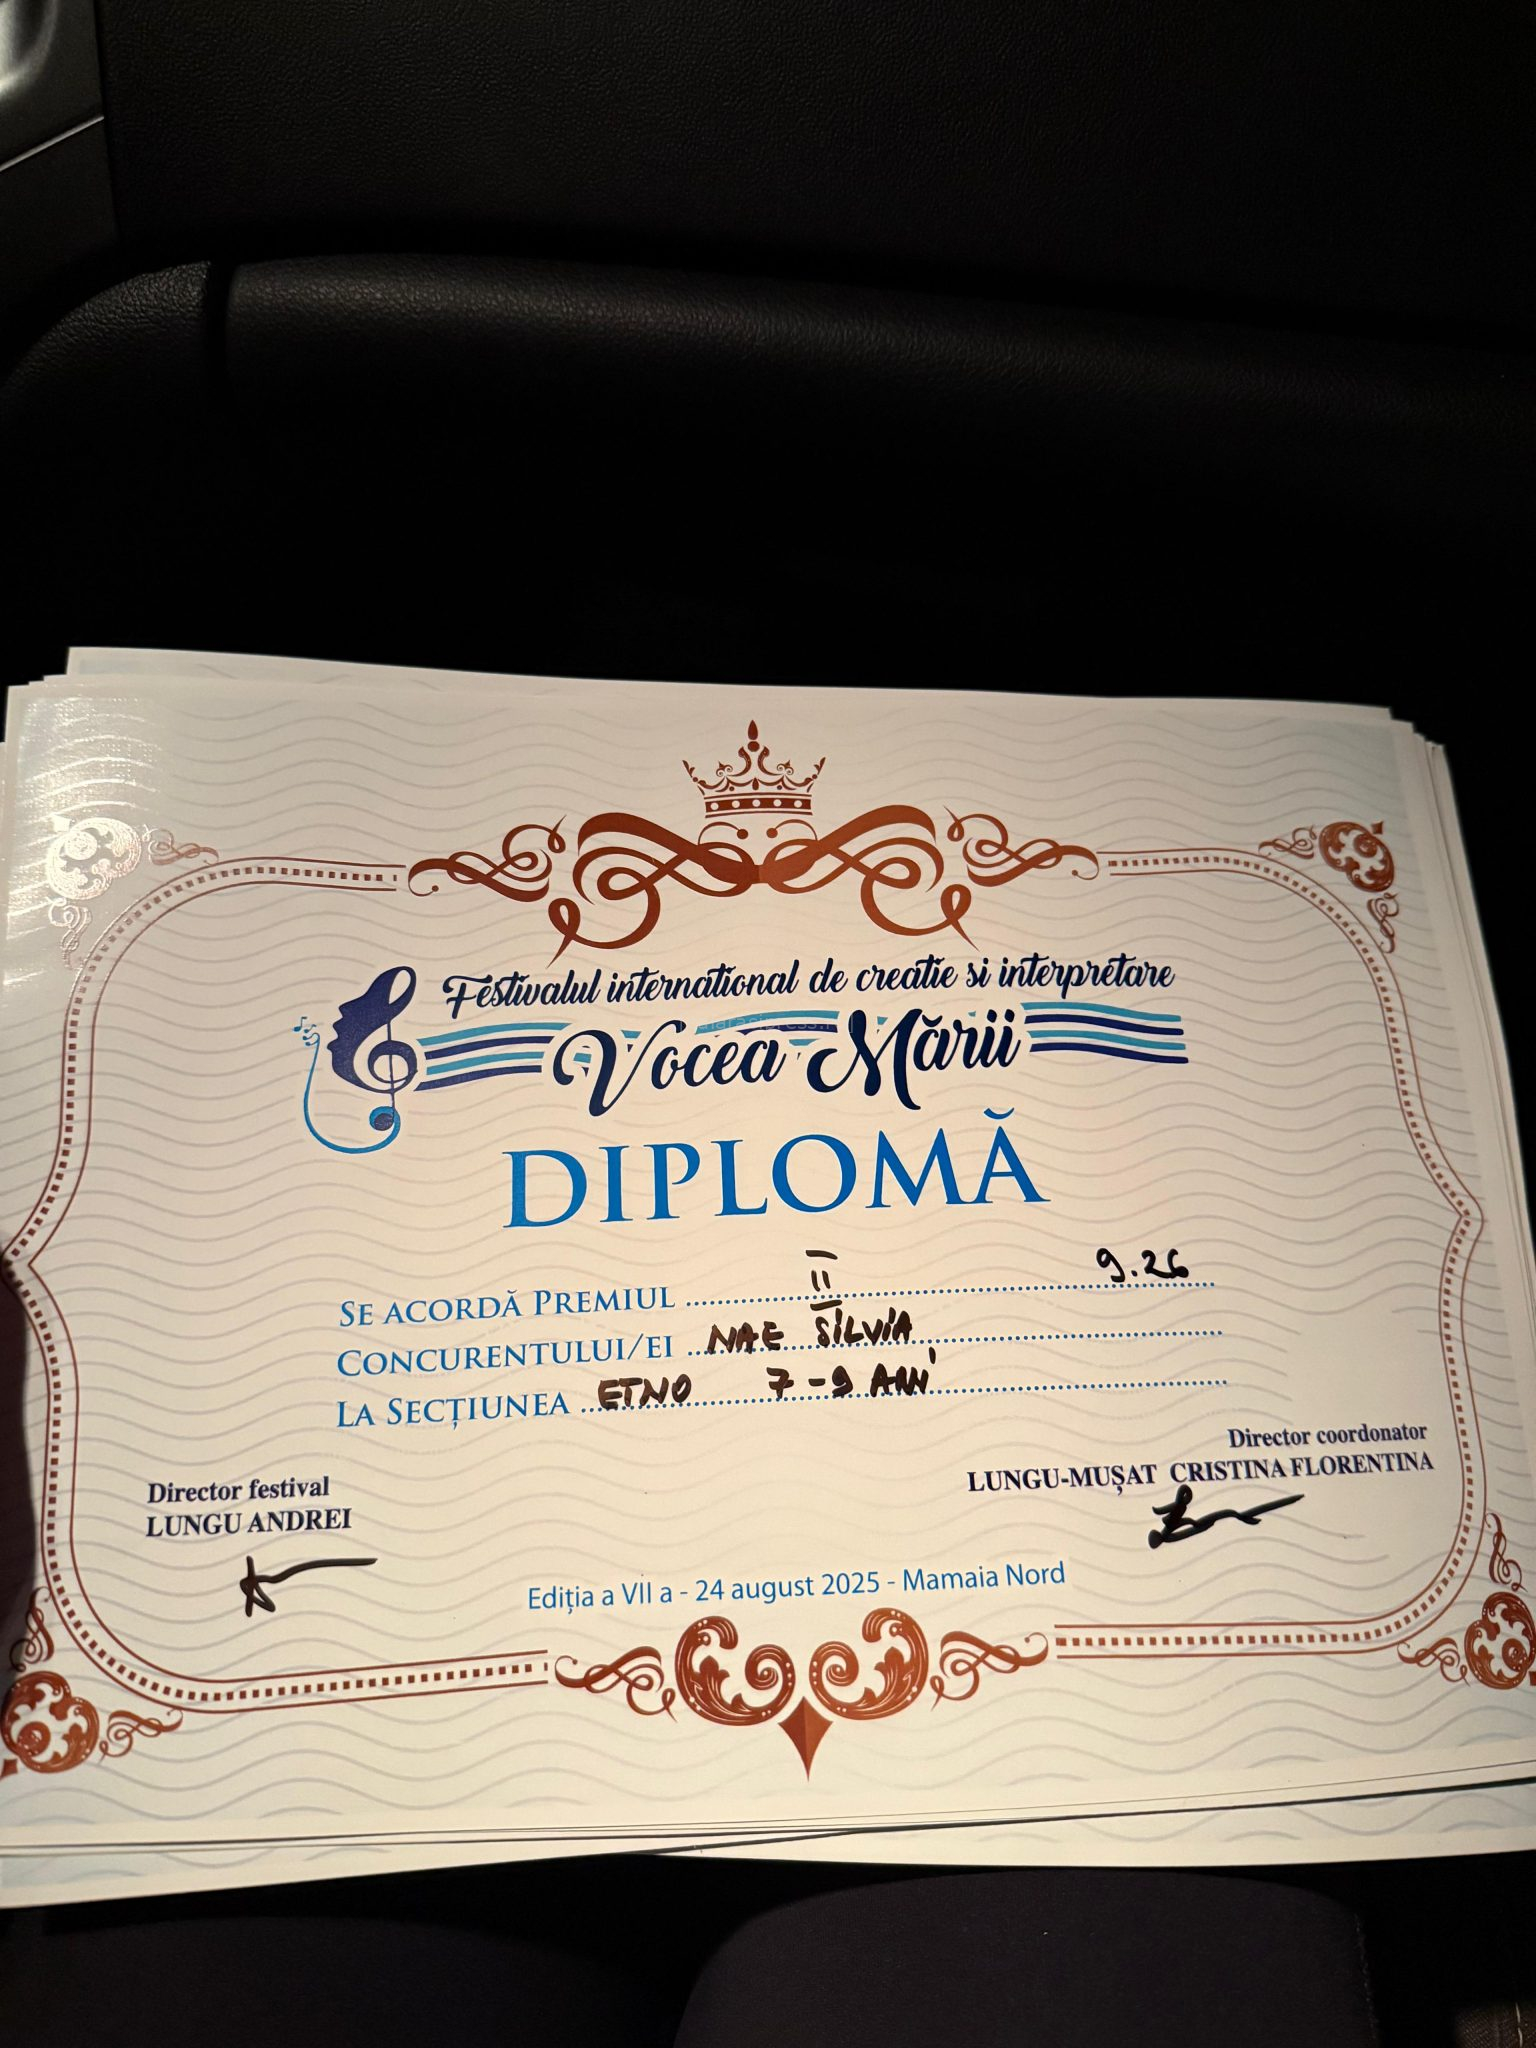 Festivalul internațional de creație si interpretare
Vocea Mării
DIPLOMĂ
SE ACORDĂ PREMIUL II 9.26
CONCURENTULUI/EI NAE SILVIA
LA SECȚIUNEA ETNO 7-9 ANI
Director festival
LUNGU ANDREI
Director coordonator
LUNGU-MUȘAT CRISTINA FLORENTINA
Ediția a VII a - 24 august 2025 - Mamaia Nord